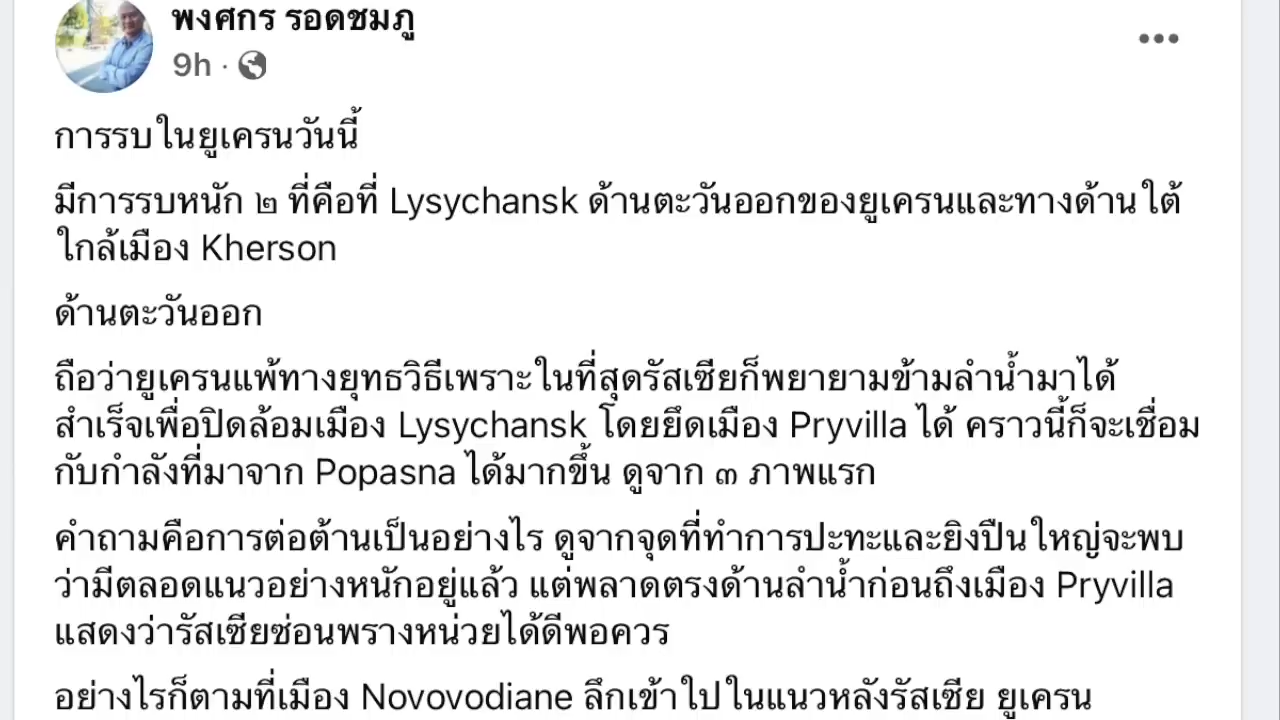 พงศกร รอดชมภู
9h ·
การรบในยูเครนวันนี้
มีการรบหนัก ๒ ที่คือที่ Lysychansk ด้านตะวันออกของยูเครนและทางด้านใต้
ใกล้เมือง Kherson
ด้านตะวันออก
ถือว่ายูเครนแพ้ทางยุทธวิธีเพราะในที่สุดรัสเซียก็พยายามข้ามลำน้ำมาได้
สำเร็จเพื่อปิดล้อมเมือง Lysychansk โดยยึดเมือง Pryvilla ได้ คราวนี้ก็จะเชื่อม
กับกำลังที่มาจาก Popasna ได้มากขึ้น ดูจาก ๓ ภาพแรก
คำถามคือการต่อต้านเป็นอย่างไร ดูจากจุดที่ทำการปะทะและยิงปืนใหญ่จะพบ
ว่ามีตลอดแนวอย่างหนักอยู่แล้ว แต่พลาดตรงด้านลำน้ำก่อนถึงเมือง Pryvilla
แสดงว่ารัสเซียซ่อนพรางหน่วยได้ดีพอควร
อย่างไรก็ตามที่เมือง Novovodiane ลึกเข้าไปในแนวหลังรัสเซีย ยูเครน